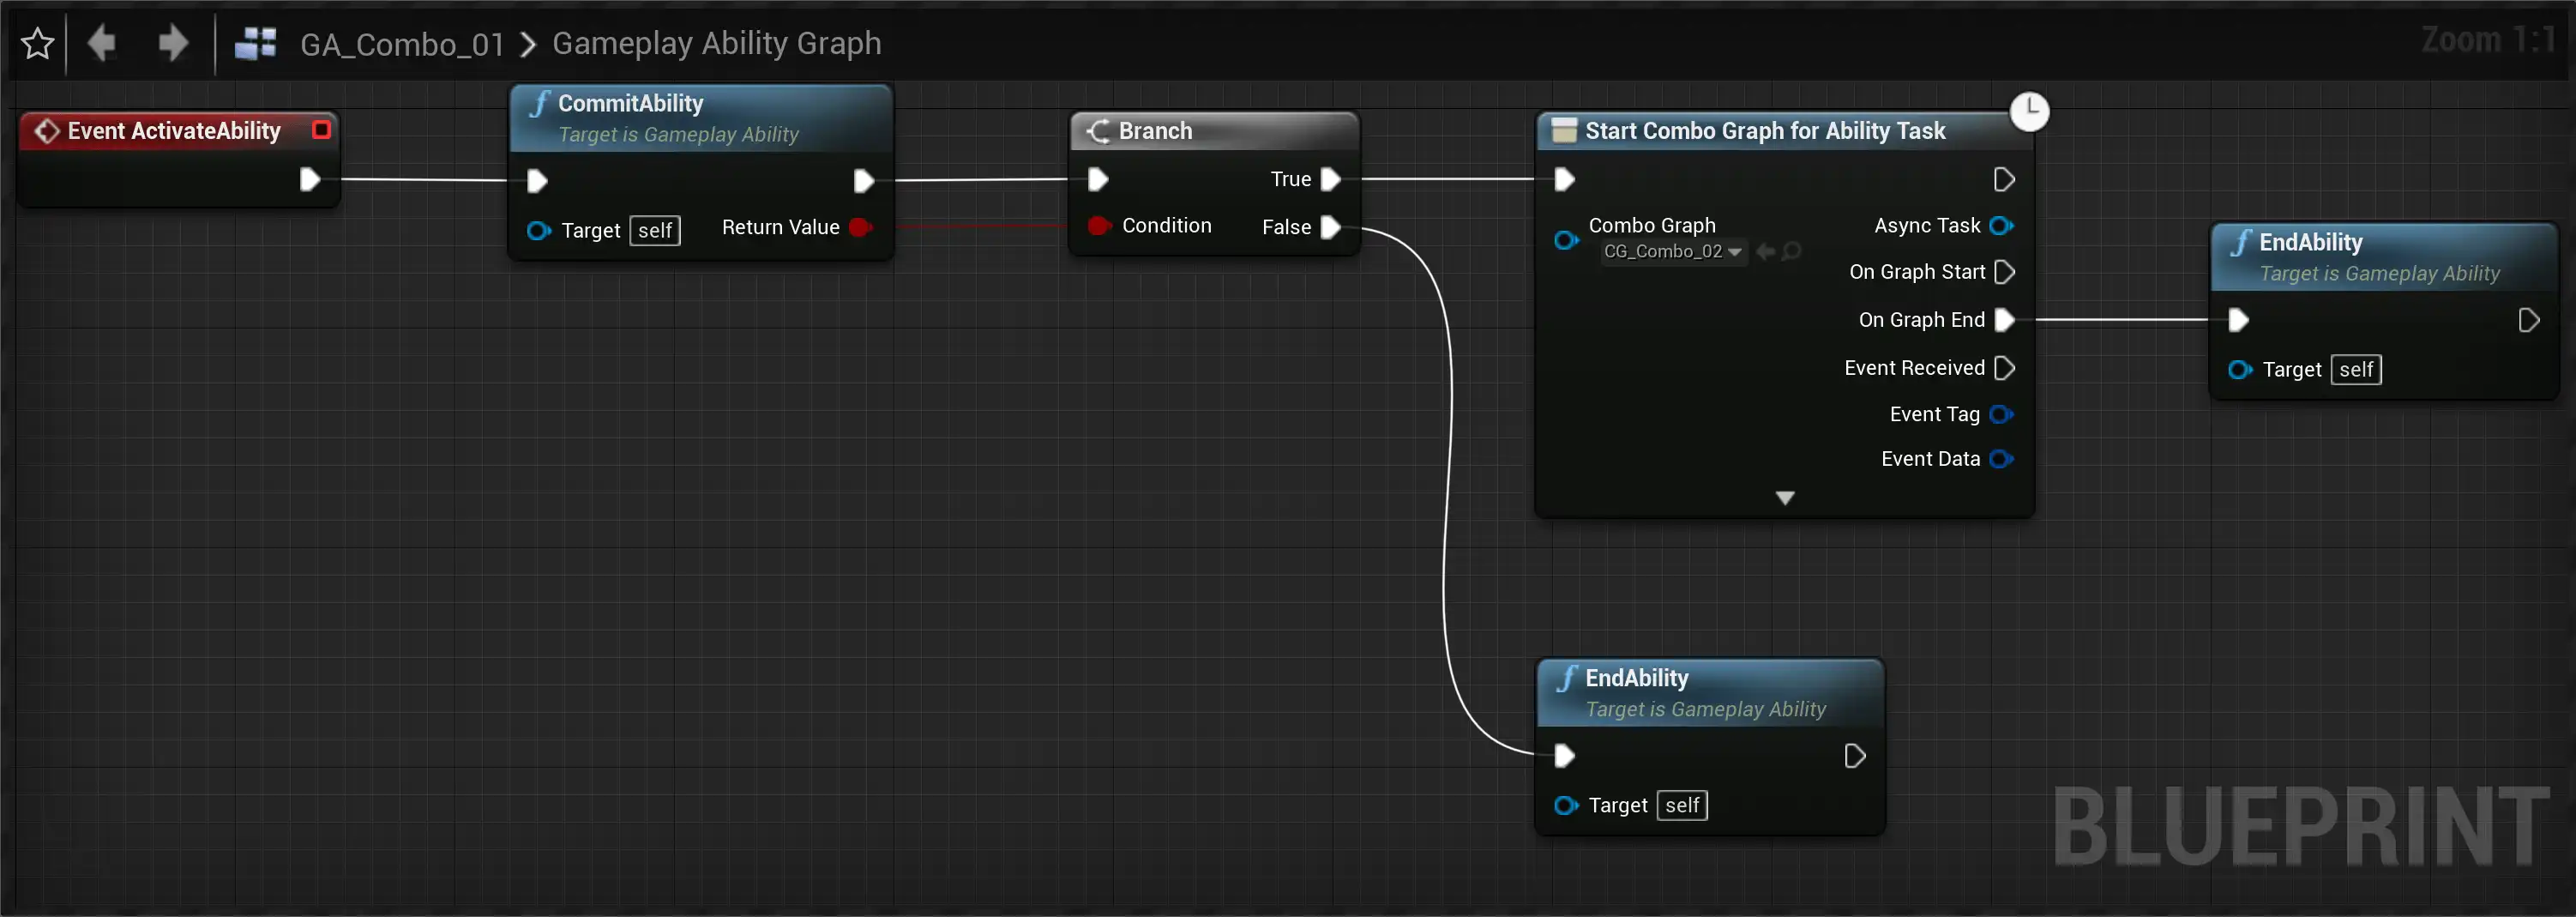 GA_Combo_01 > Gameplay Ability Graph
Zoom 1:1
Event ActivateAbility
CommitAbility
Target is Gameplay Ability
Target self
Return Value
Branch
True
Condition
False
Start Combo Graph for Ability Task
Combo Graph
CG_Combo_02
Async Task
On Graph Start
On Graph End
Event Received
Event Tag
Event Data
EndAbility
Target is Gameplay Ability
Target self
EndAbility
Target is Gameplay Ability
Target self
BLUEPRINT